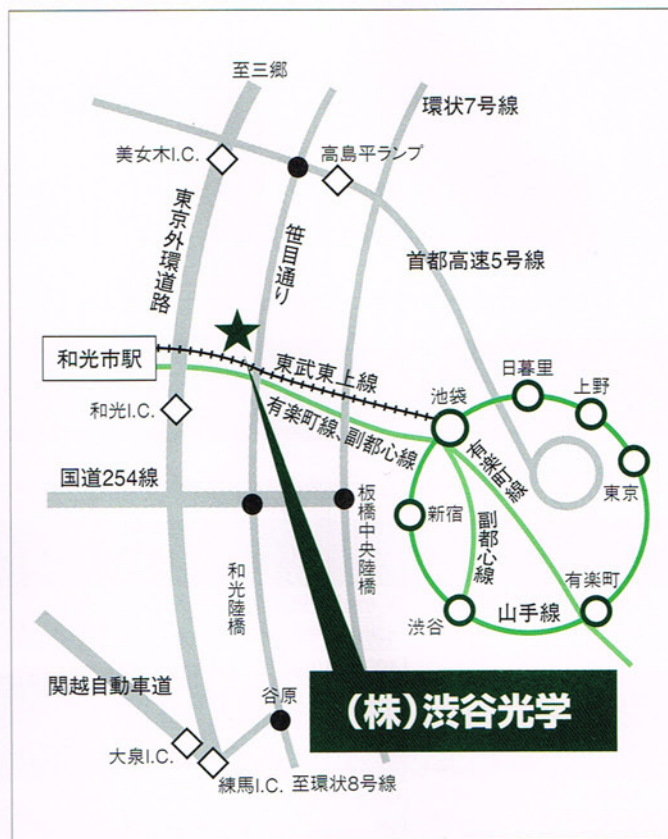 至三郷
環状7号線
美女木I.C.
高島平ランプ
東京外環道路
笹目通り
首都高速5号線
和光市駅
東武東上線
日暮里
池袋
上野
和光I.C.
有楽町線、副都心線
有楽町線
国道254線
東京
新宿
板橋中央陸橋
副都心線
和光陸橋
有楽町
渋谷
山手線
関越自動車道
谷原
(株)渋谷光学
大泉I.C.
練馬I.C.
至環状8号線